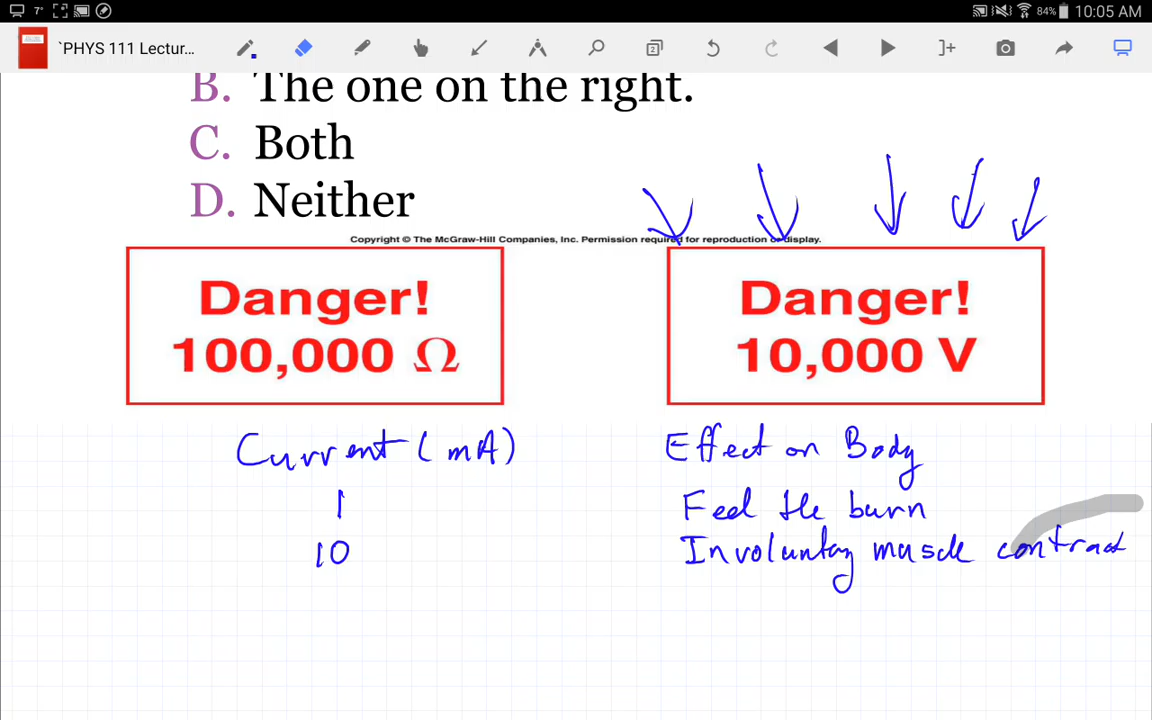 7° 84% 10:05 AM
`PHYS 111 Lectur... 2
B. The one on the right.
C. Both
D. Neither
Copyright © The McGraw-Hill Companies, Inc. Permission required for reproduction or display.
Danger!
100,000 Ω
Danger!
10,000 V
Current (mA) Effect on Body
1 Feel the burn
10 Involuntay muscle contract